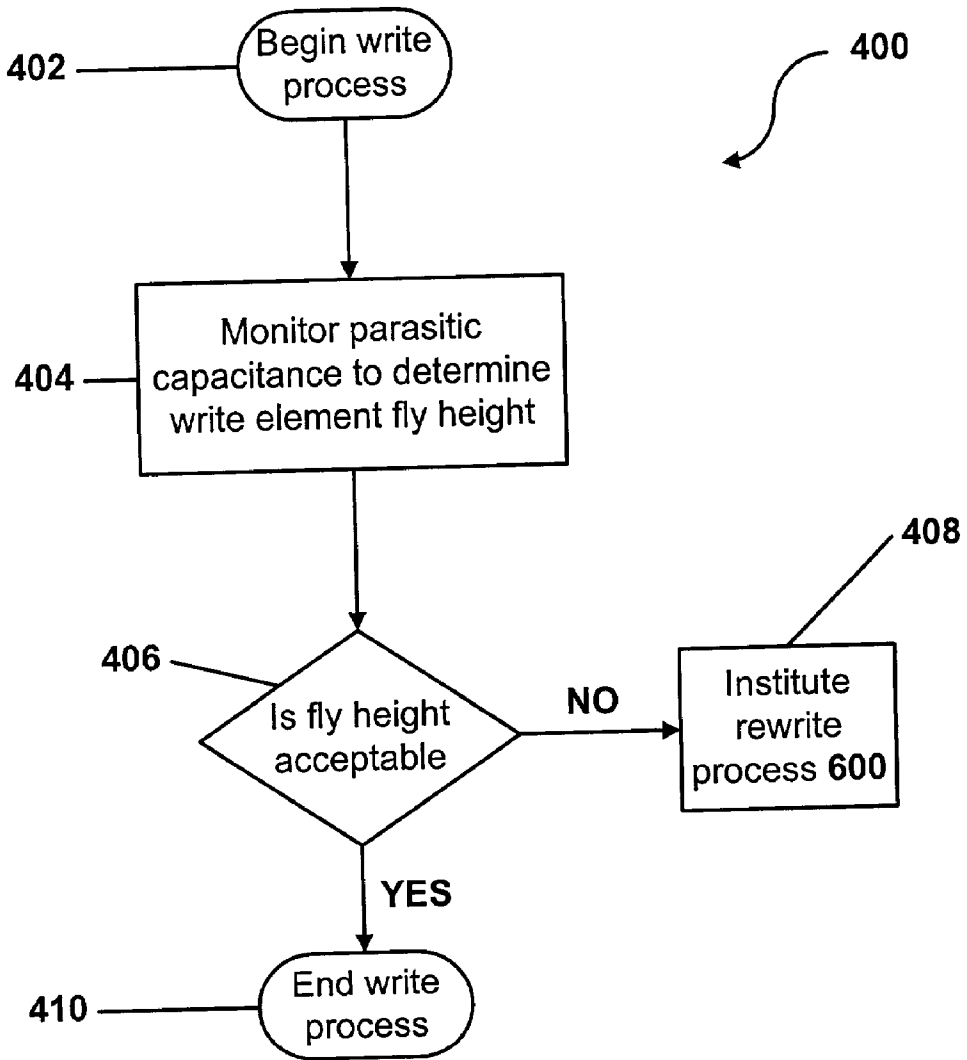 Begin write
process
402
400
Monitor parasitic
capacitance to determine
write element fly height
404
408
406
Is fly height
acceptable
NO
Institute
rewrite
process 600
YES
End write
process
410